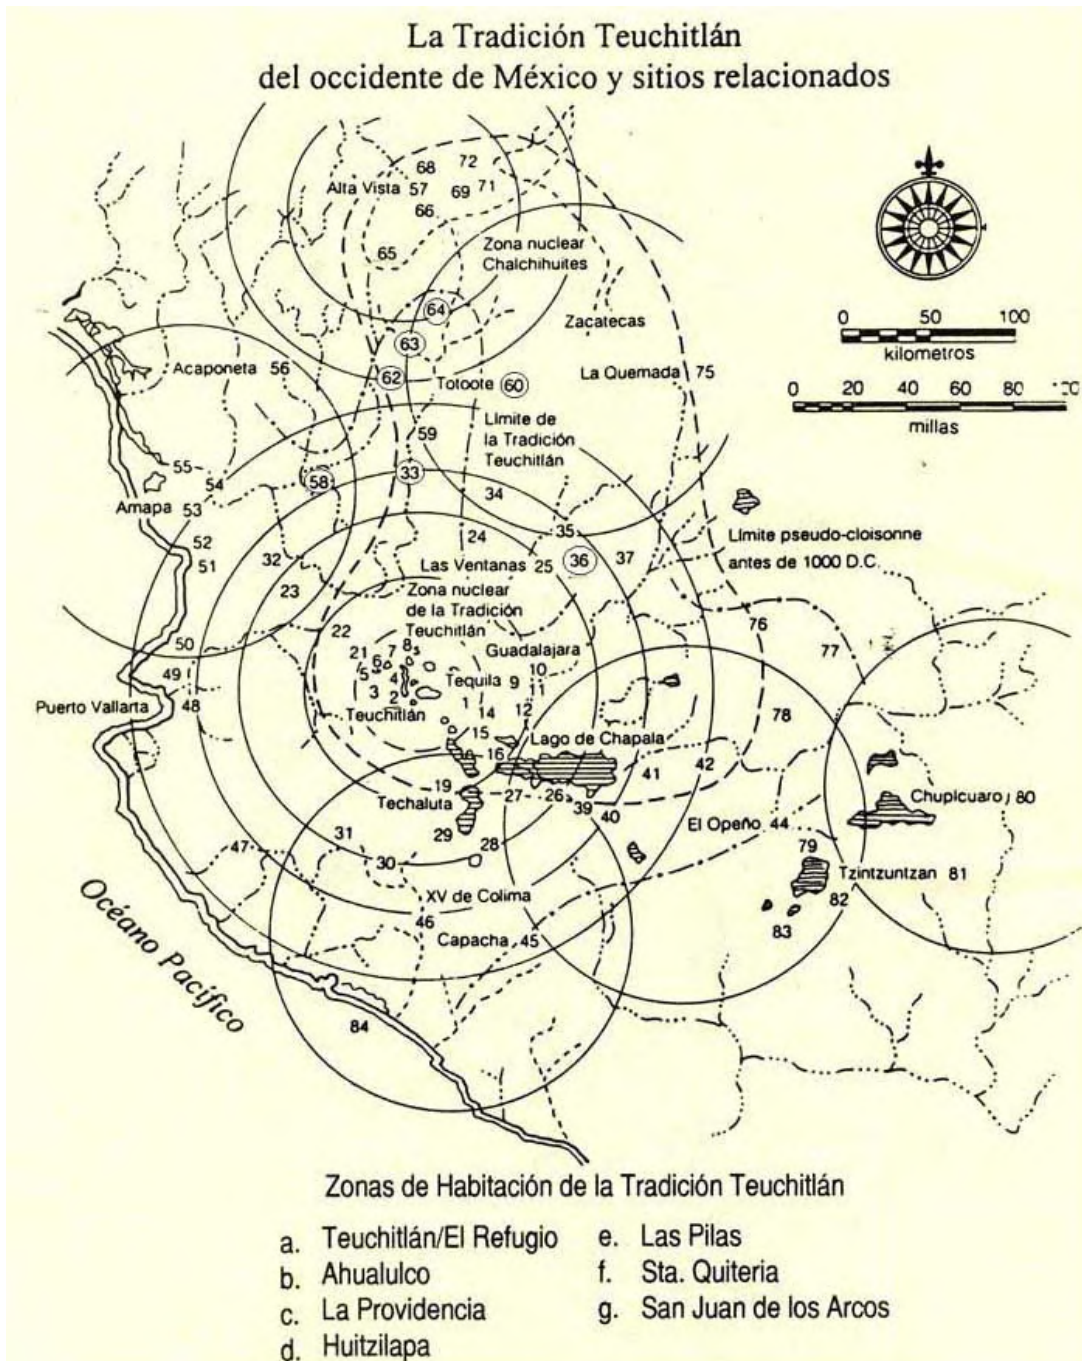 La Tradición Teuchitlán
del occidente de México y sitios relacionados
68 72
Alta Vista 57 69 71
66
65
Zona nuclear
Chalchihuites
64
63
62
Zacatecas
0 50 100
kilometros
0 20 40 60 80
millas
Acaponeta 56
Totoote 60
La Quemada 75
59
Límite de
la Tradición
Teuchitlán
55
54
58
33
34
Amapa 53
52
51
32
23
24
35
Las Ventanas 25
36
37
Límite pseudo-cloisonne
antes de 1000 D.C.
Zona nuclear
de la Tradición
Teuchitlán
22
21
8
7
6
5
4
3
2
50
49
48
Puerto Vallarta
Guadalajara
10
Tequila 9
11
Teuchitlán
1
14
12
15
16
76
77
78
Lago de Chapala
19
Techaluta
27 26 39
40
41
42
29
28
31
30
47
El Opeño 44
79
Chupicuaro 80
Tzintzuntzan 81
82
83
XV de Colima
46
Capacha 45
84
Océano Pacífico
Zonas de Habitación de la Tradición Teuchitlán
a. Teuchitlán/El Refugio
b. Ahualulco
c. La Providencia
d. Huitzilapa
e. Las Pilas
f. Sta. Quiteria
g. San Juan de los Arcos